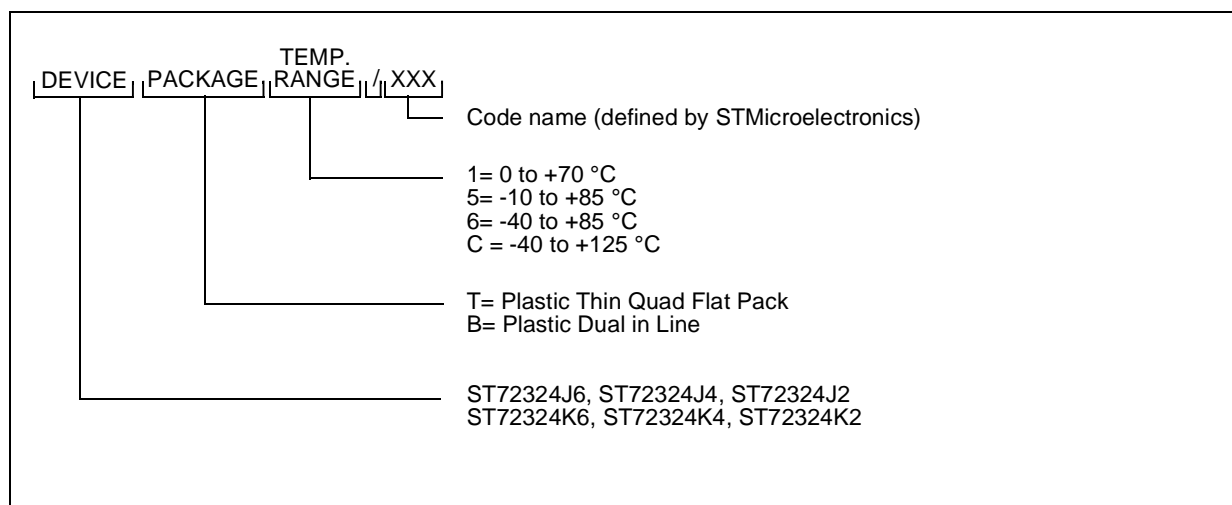 TEMP.
DEVICE PACKAGE RANGE / XXX
Code name (defined by STMicroelectronics)
1= 0 to +70 °C
5= -10 to +85 °C
6= -40 to +85 °C
C = -40 to +125 °C
T= Plastic Thin Quad Flat Pack
B= Plastic Dual in Line
ST72324J6, ST72324J4, ST72324J2
ST72324K6, ST72324K4, ST72324K2